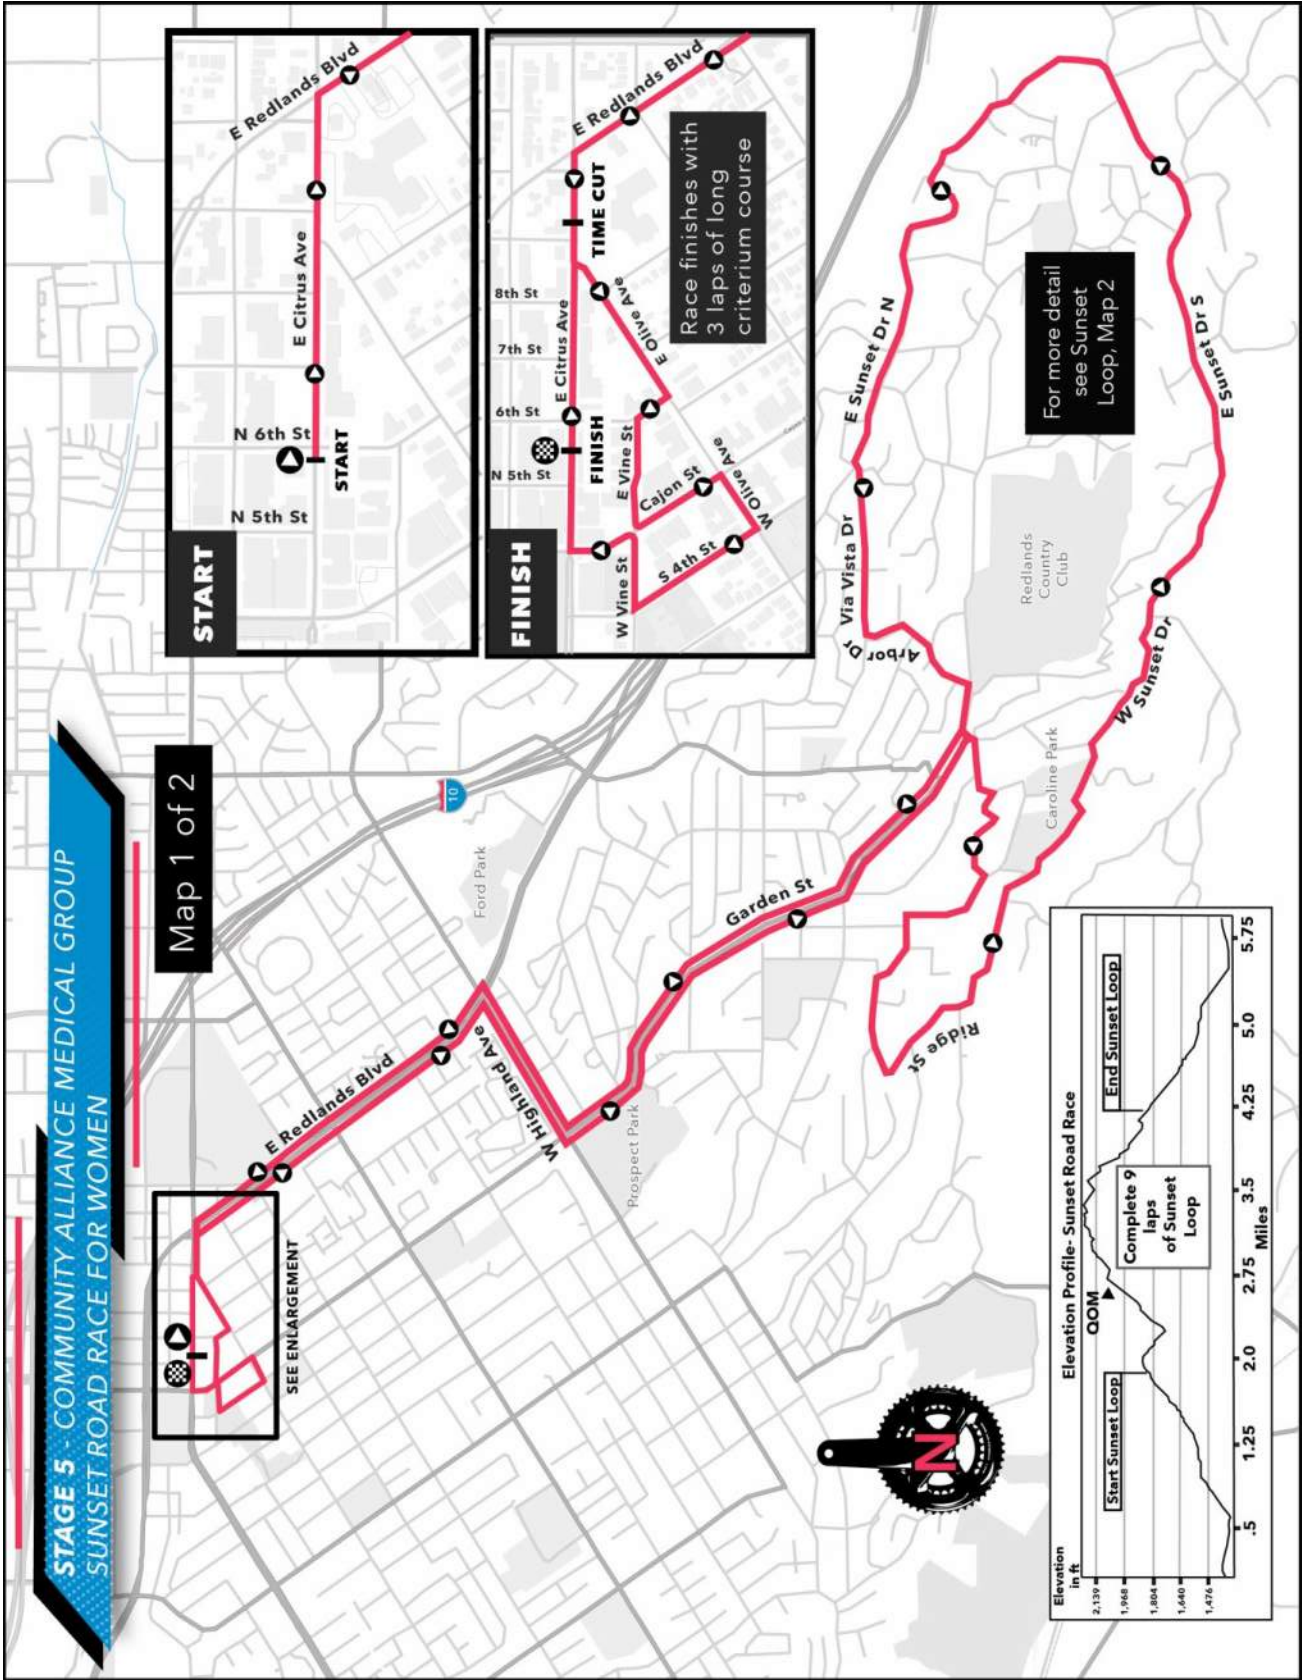 STAGE 5 - COMMUNITY ALLIANCE MEDICAL GROUP
SUNSET ROAD RACE FOR WOMEN
Map 1 of 2
START
N 5th St
N 6th St
START
E Citrus Ave
E Redlands Blvd
FINISH
N 5th St
6th St
7th St
8th St
FINISH
E Citrus Ave
TIME CUT
E Redlands Blvd
W Vine St
E Vine St
E Olive Ave
S 4th St
Cajon St
W Olive Ave
Race finishes with
3 laps of long
criterium course
SEE ENLARGEMENT
E Redlands Blvd
W Highland Ave
10
Ford Park
Prospect Park
Garden St
Arbor Dr
Via Vista Dr
E Sunset Dr N
Ridge St
Caroline Park
Redlands
Country
Club
W Sunset Dr
E Sunset Dr S
For more detail
see Sunset
Loop, Map 2
N
Elevation Profile- Sunset Road Race
Elevation
in ft
2,139
1,968
1,804
1,640
1,476
Start Sunset Loop
QOM
Complete 9
laps
of Sunset
Loop
End Sunset Loop
.5
1.25
2.0
2.75
3.5
4.25
5.0
5.75
Miles